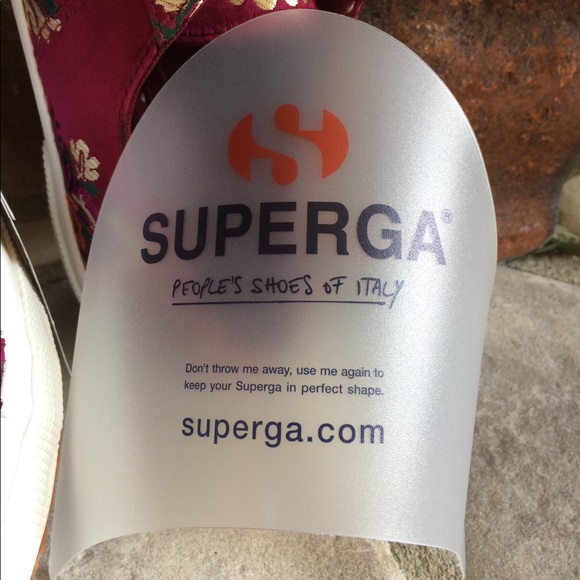 SUPERGA®
PEOPLE'S SHOES OF ITALY
Don't throw me away, use me again to
keep your Superga in perfect shape.
superga.com